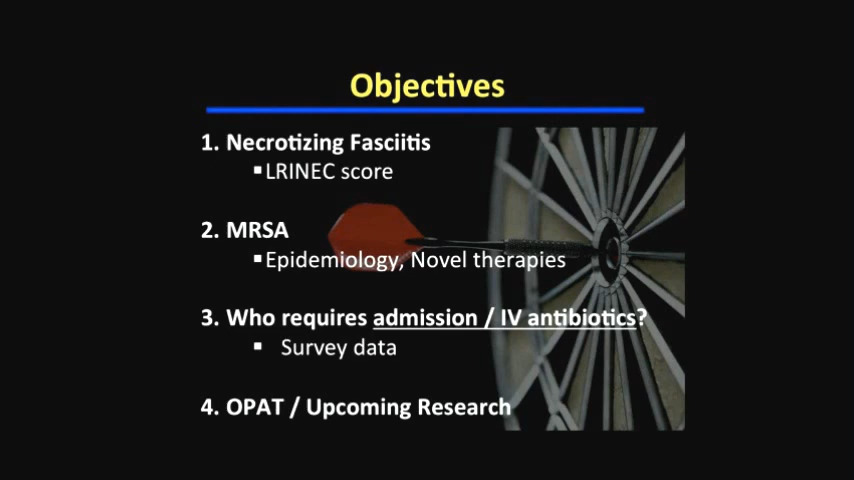 Objectives
1. Necrotizing Fasciitis
▪LRINEC score
2. MRSA
▪Epidemiology, Novel therapies
3. Who requires admission / IV antibiotics?
▪ Survey data
4. OPAT / Upcoming Research